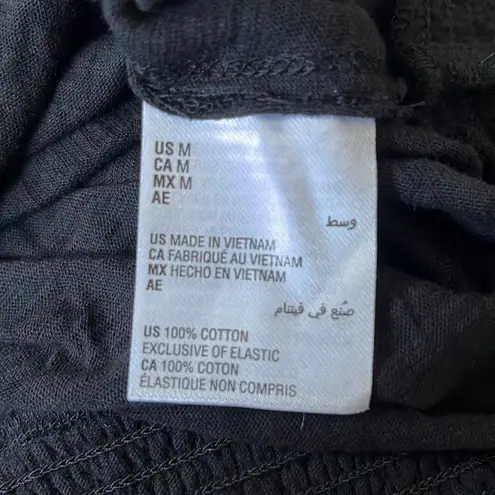 US M
CA M
MX M
AE
وسط
US MADE IN VIETNAM
CA FABRIQUÉ AU VIETNAM
MX HECHO EN VIETNAM
AE
صُنع في فيتنام
US 100% COTTON
EXCLUSIVE OF ELASTIC
CA 100% COTON
ÉLASTIQUE NON COMPRIS